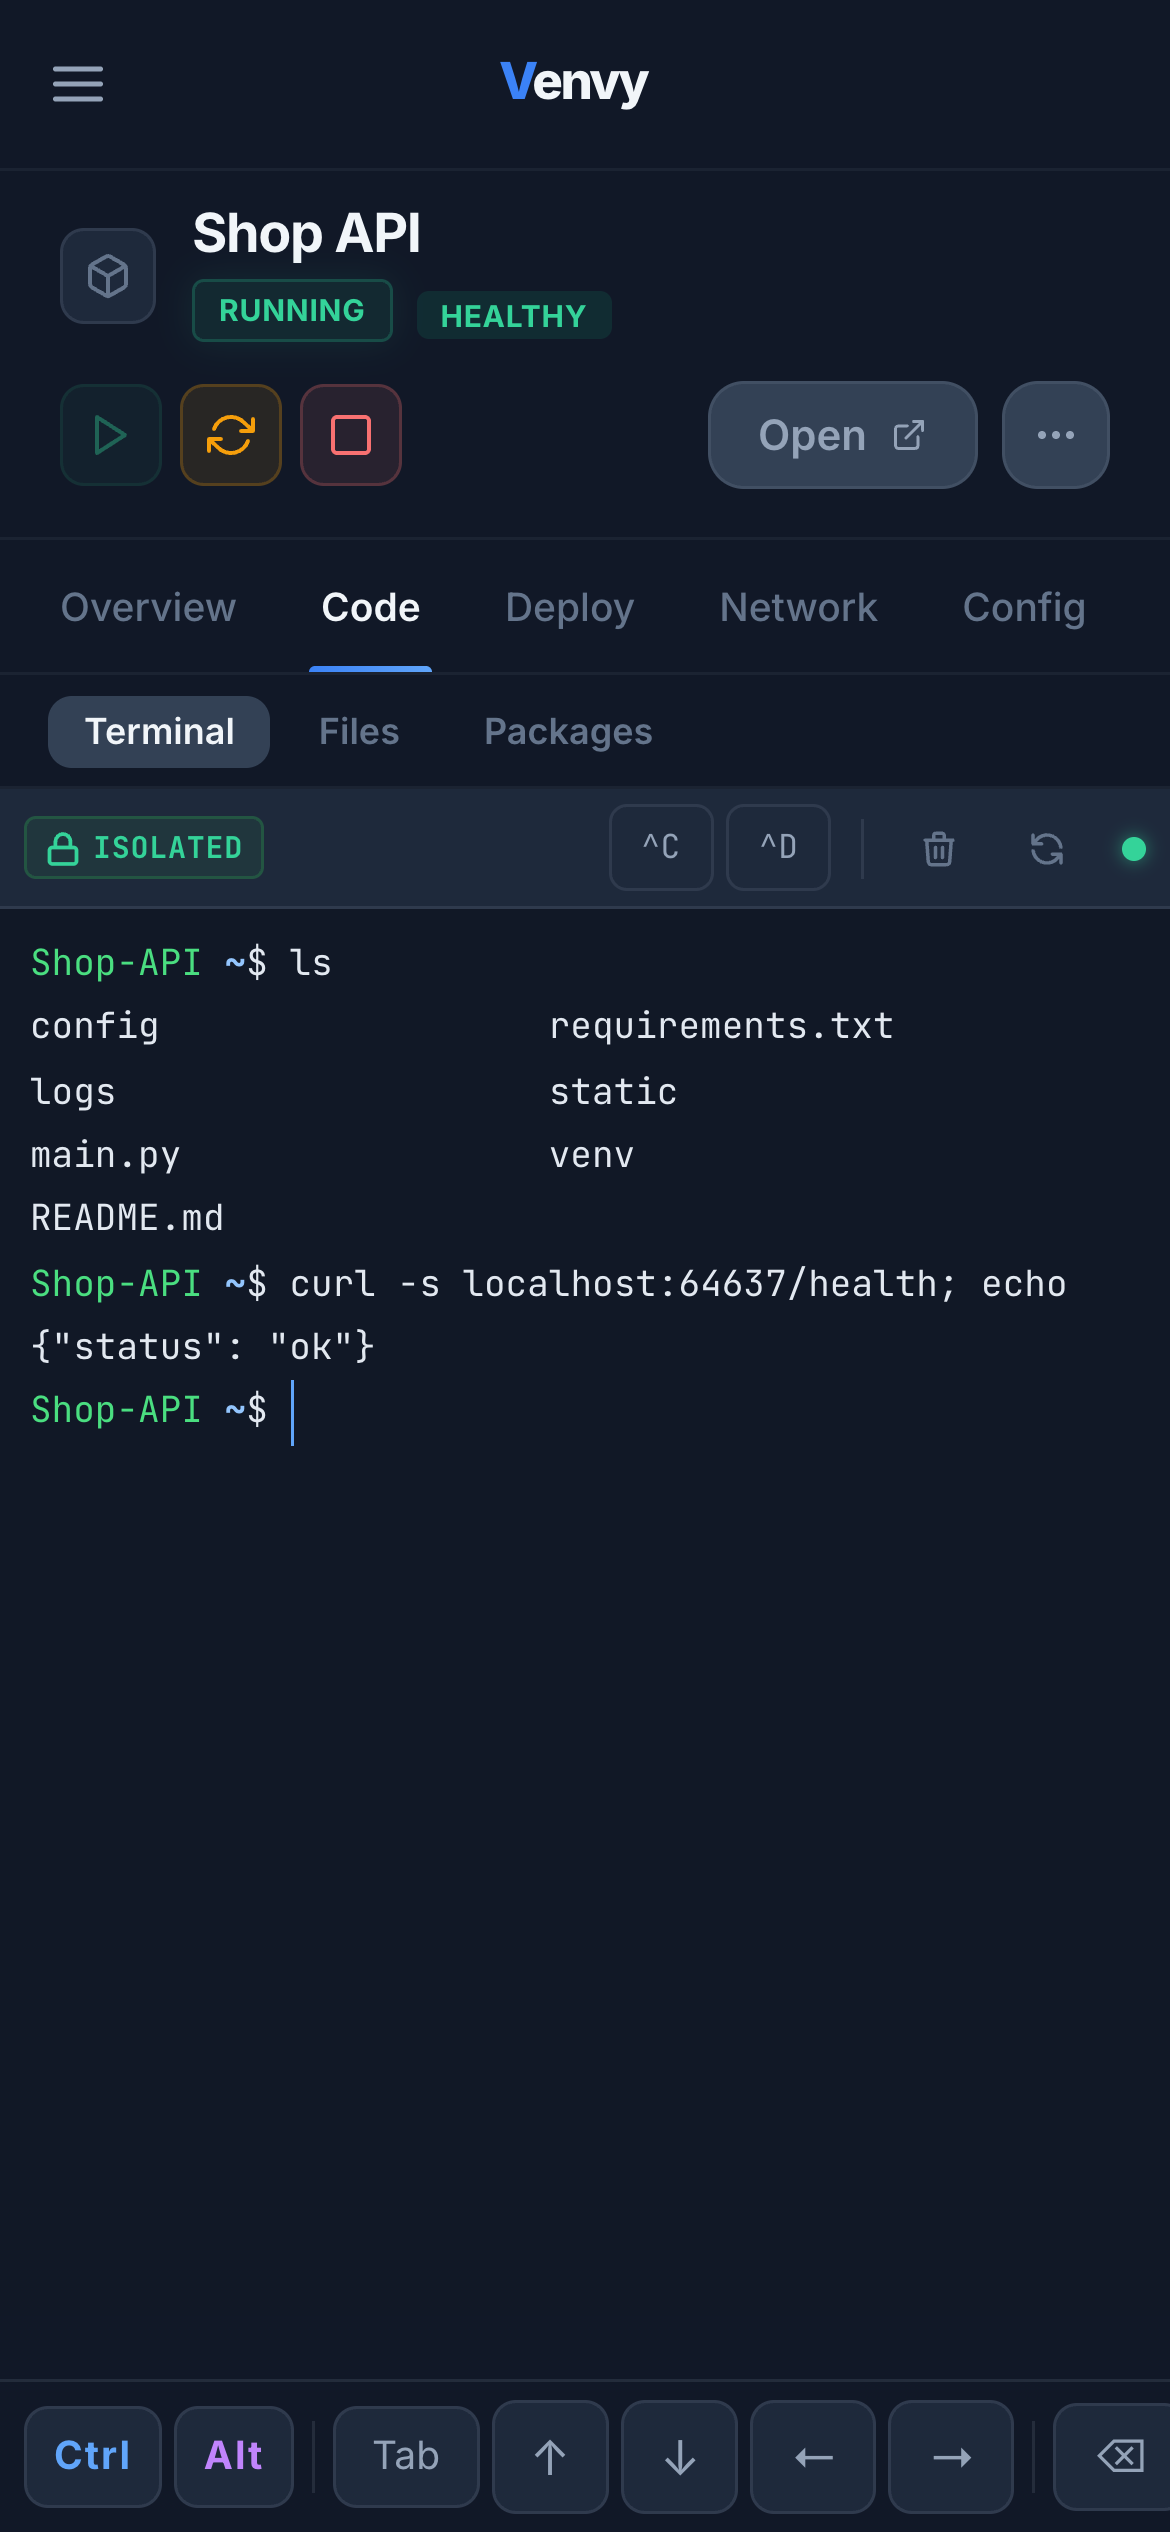 Venvy
Shop API
RUNNING HEALTHY
Open
Overview Code Deploy Network Config
Terminal Files Packages
ISOLATED ^C ^D
Shop-API ~$ ls
config requirements.txt
logs static
main.py venv
README.md
Shop-API ~$ curl -s localhost:64637/health; echo
{"status": "ok"}
Shop-API ~$
Ctrl Alt Tab ↑ ↓ ← →